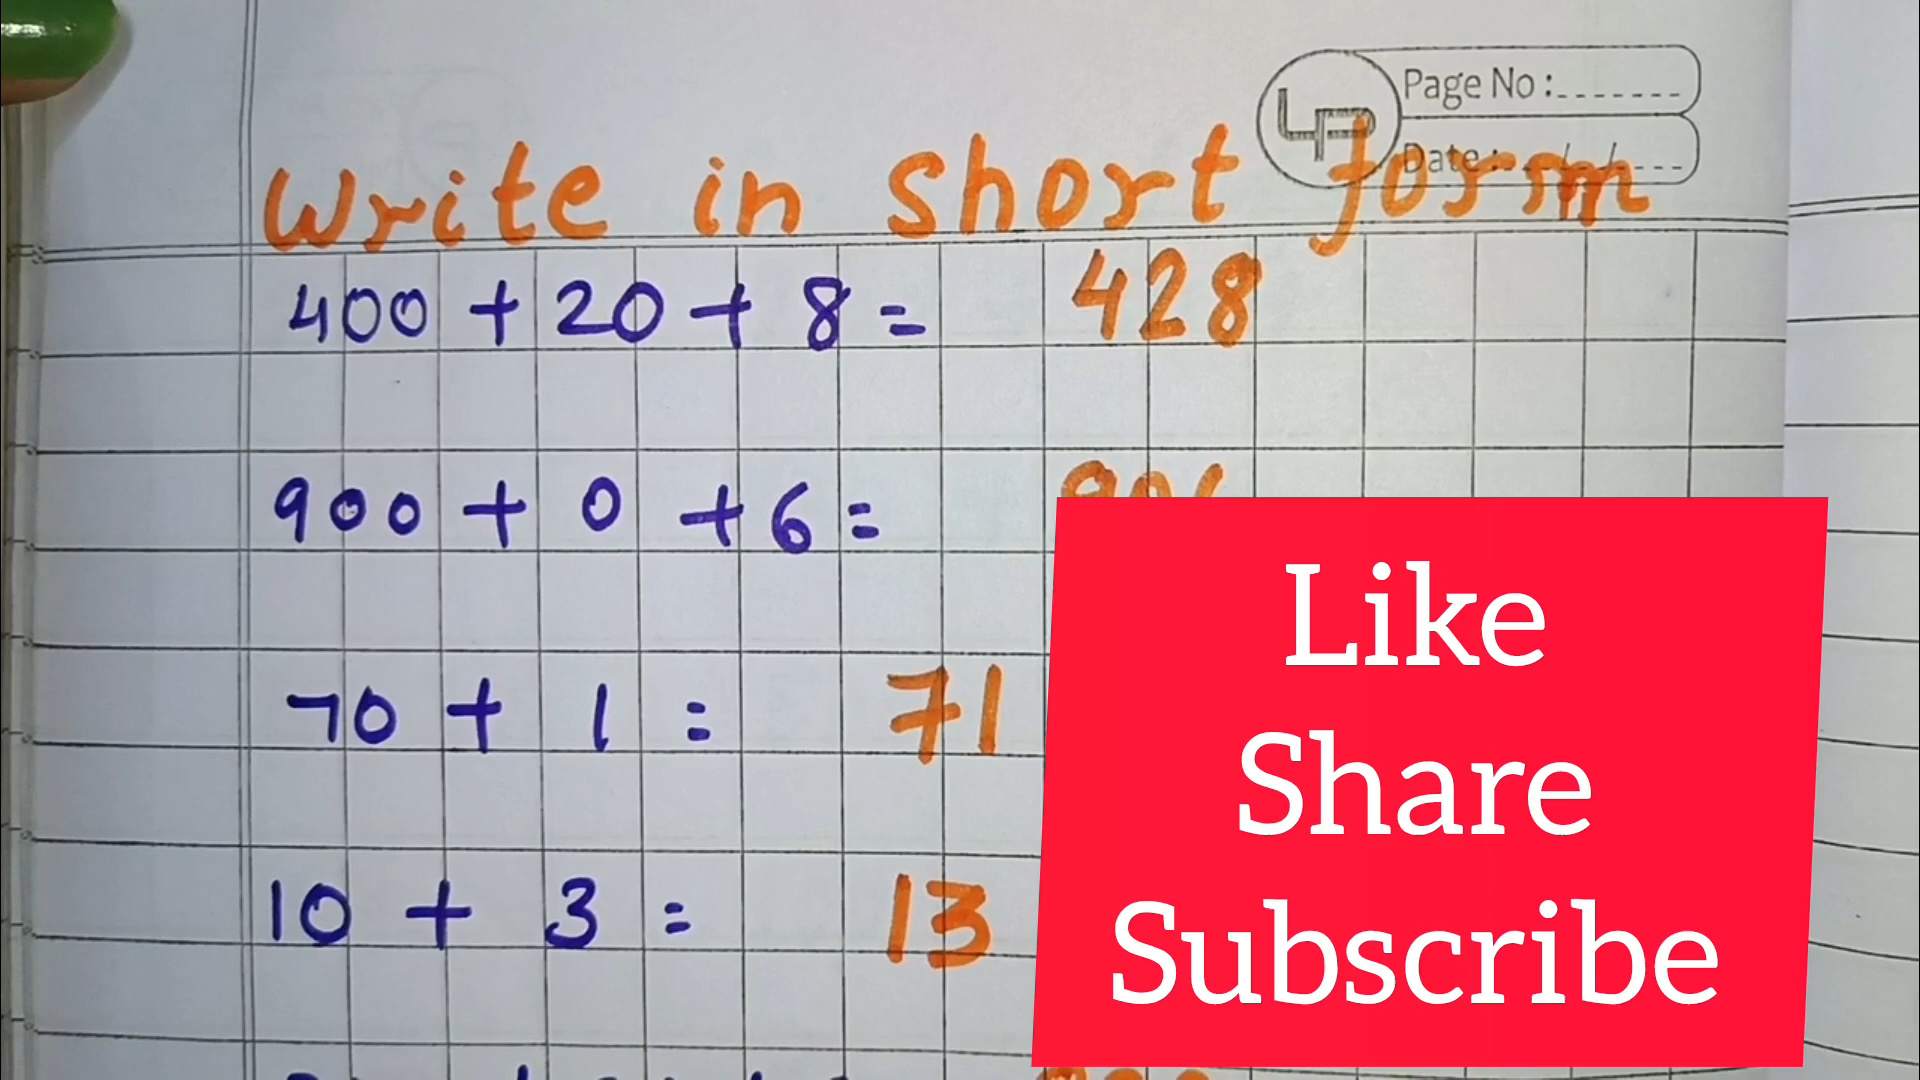 Page No :.......
Date :.../.../...
Write in short form
400 + 20 + 8 = 428
900 + 0 + 6 =
70 + 1 = 71
10 + 3 = 13
Like
Share
Subscribe